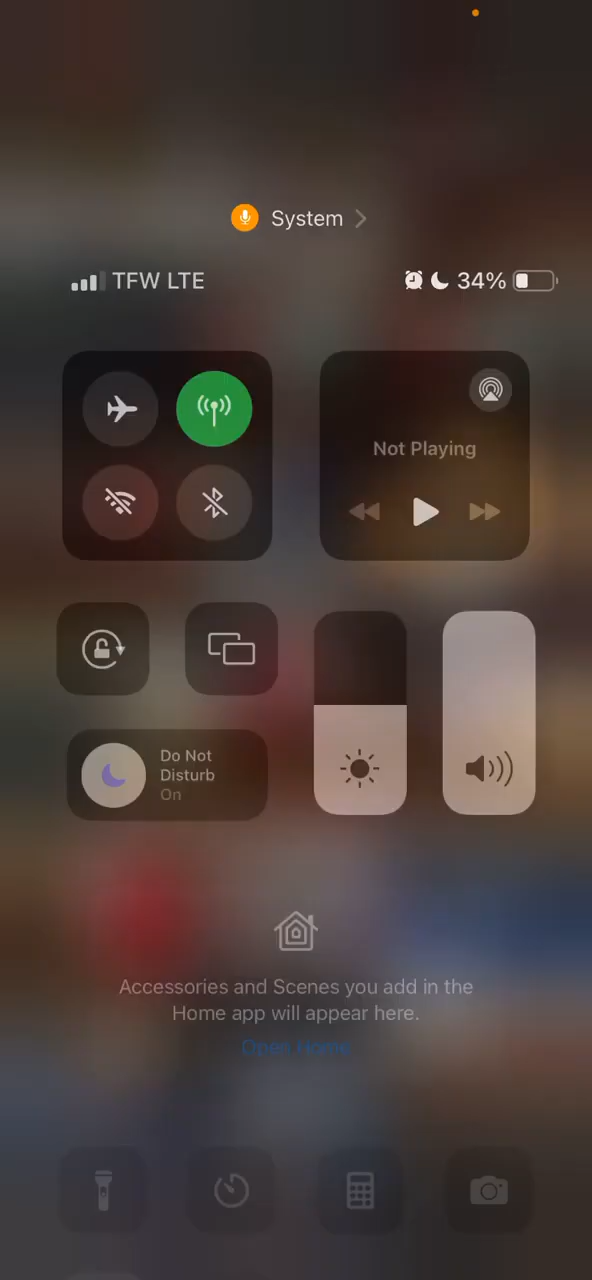 System
TFW LTE
34%
Not Playing
Do Not
Disturb
On
Accessories and Scenes you add in the
Home app will appear here.
Open Home